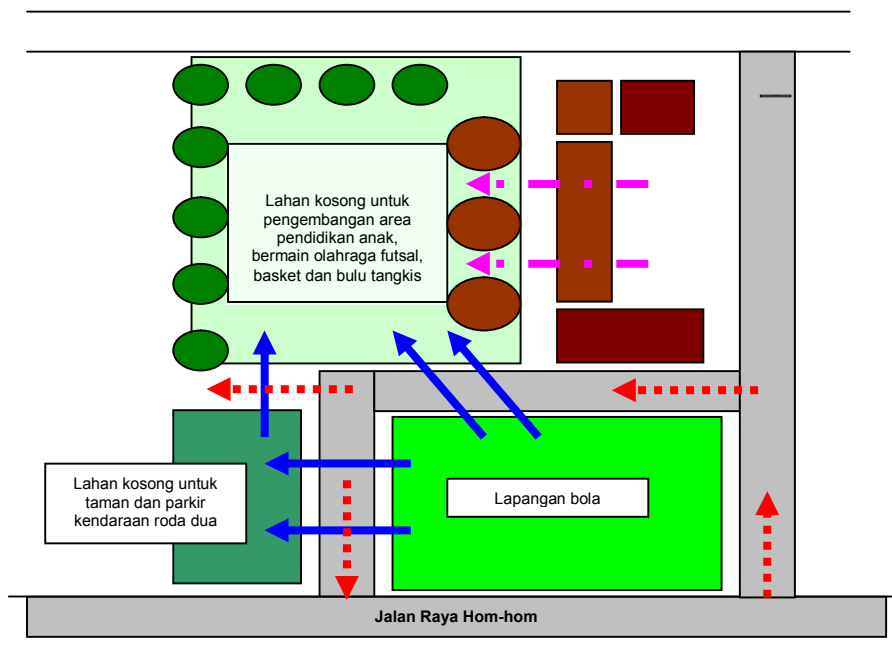 Lahan kosong untuk
pengembangan area
pendidikan anak,
bermain olahraga futsal,
basket dan bulu tangkis
Lahan kosong untuk
taman dan parkir
kendaraan roda dua
Lapangan bola
Jalan Raya Hom-hom